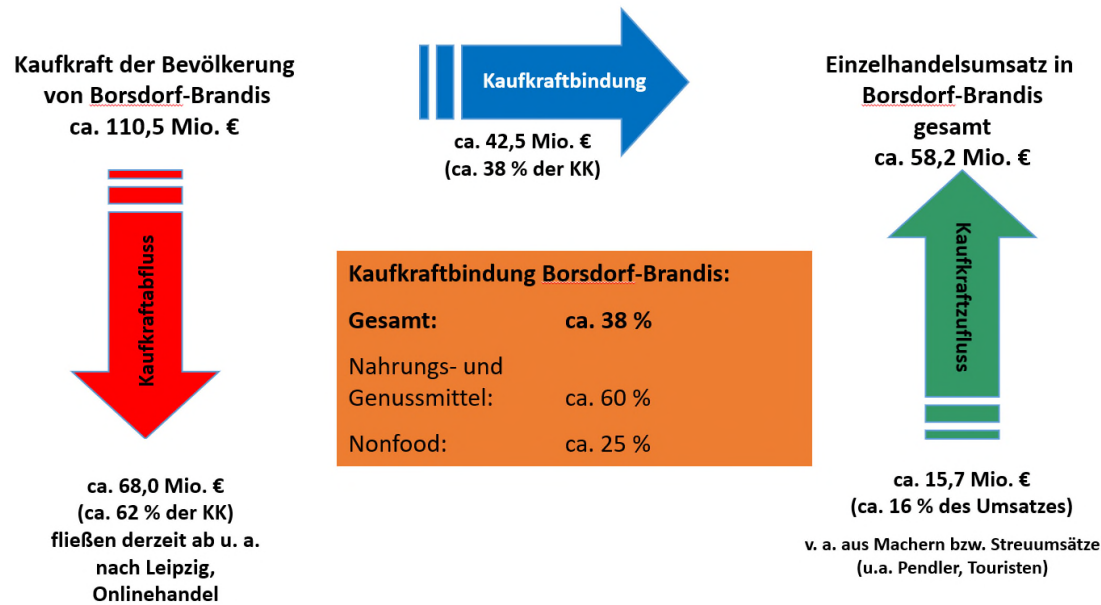 Kaufkraft der Bevölkerung
von Borsdorf-Brandis
ca. 110,5 Mio. €
Kaufkraftbindung
ca. 42,5 Mio. €
(ca. 38 % der KK)
Einzelhandelsumsatz in
Borsdorf-Brandis
gesamt
ca. 58,2 Mio. €
Kaufkraftabfluss
Kaufkraftbindung Borsdorf-Brandis:
Gesamt: ca. 38 %
Nahrungs- und
Genussmittel: ca. 60 %
Nonfood: ca. 25 %
Kaufkraftzufluss
ca. 68,0 Mio. €
(ca. 62 % der KK)
fließen derzeit ab u. a.
nach Leipzig,
Onlinehandel
ca. 15,7 Mio. €
(ca. 16 % des Umsatzes)
v. a. aus Machern bzw. Streuumsätze
(u.a. Pendler, Touristen)